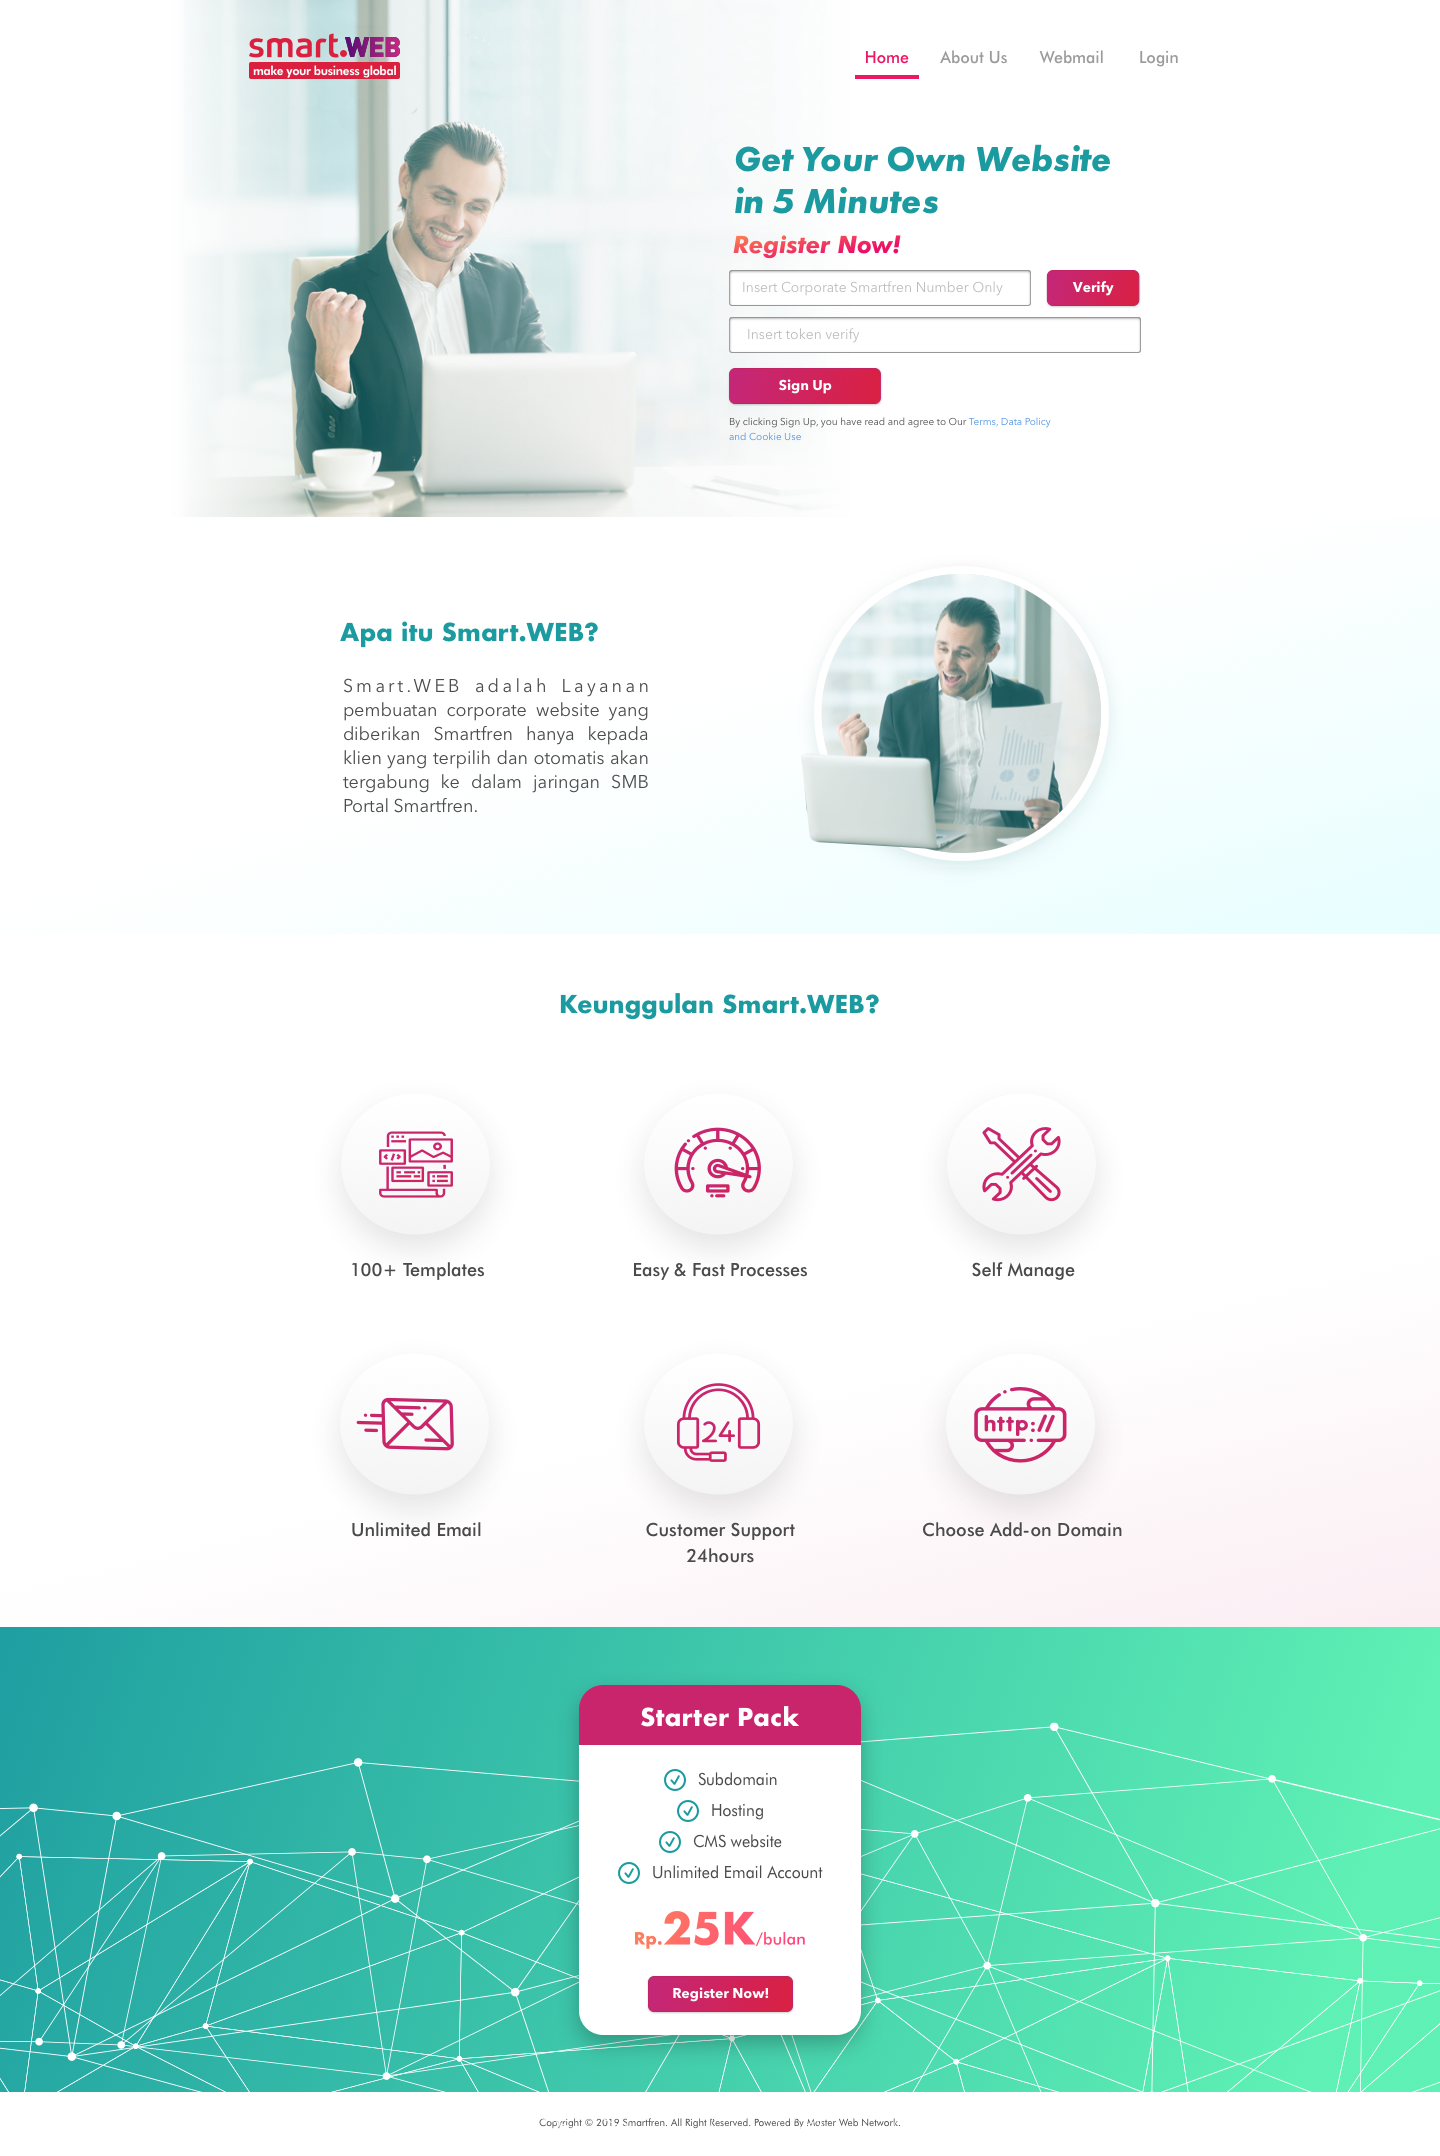 smart.WEB
make your business global
Home About Us Webmail Login
Get Your Own Website
in 5 Minutes
Register Now!
Insert Corporate Smartfren Number Only Verify
Insert token verify
Sign Up
By clicking Sign Up, you have read and agree to Our Terms, Data Policy
and Cookie Use
Apa itu Smart.WEB?
Smart.WEB adalah Layanan
pembuatan corporate website yang
diberikan Smartfren hanya kepada
klien yang terpilih dan otomatis akan
tergabung ke dalam jaringan SMB
Portal Smartfren.
Keunggulan Smart.WEB?
100+ Templates
Easy & Fast Processes
Self Manage
24
http://
Unlimited Email
Customer Support
24hours
Choose Add-on Domain
Starter Pack
Subdomain
Hosting
CMS website
Unlimited Email Account
Rp.25K/bulan
Register Now!
Copyright © 2019 Smartfren. All Right Reserved. Powered By Master Web Network.